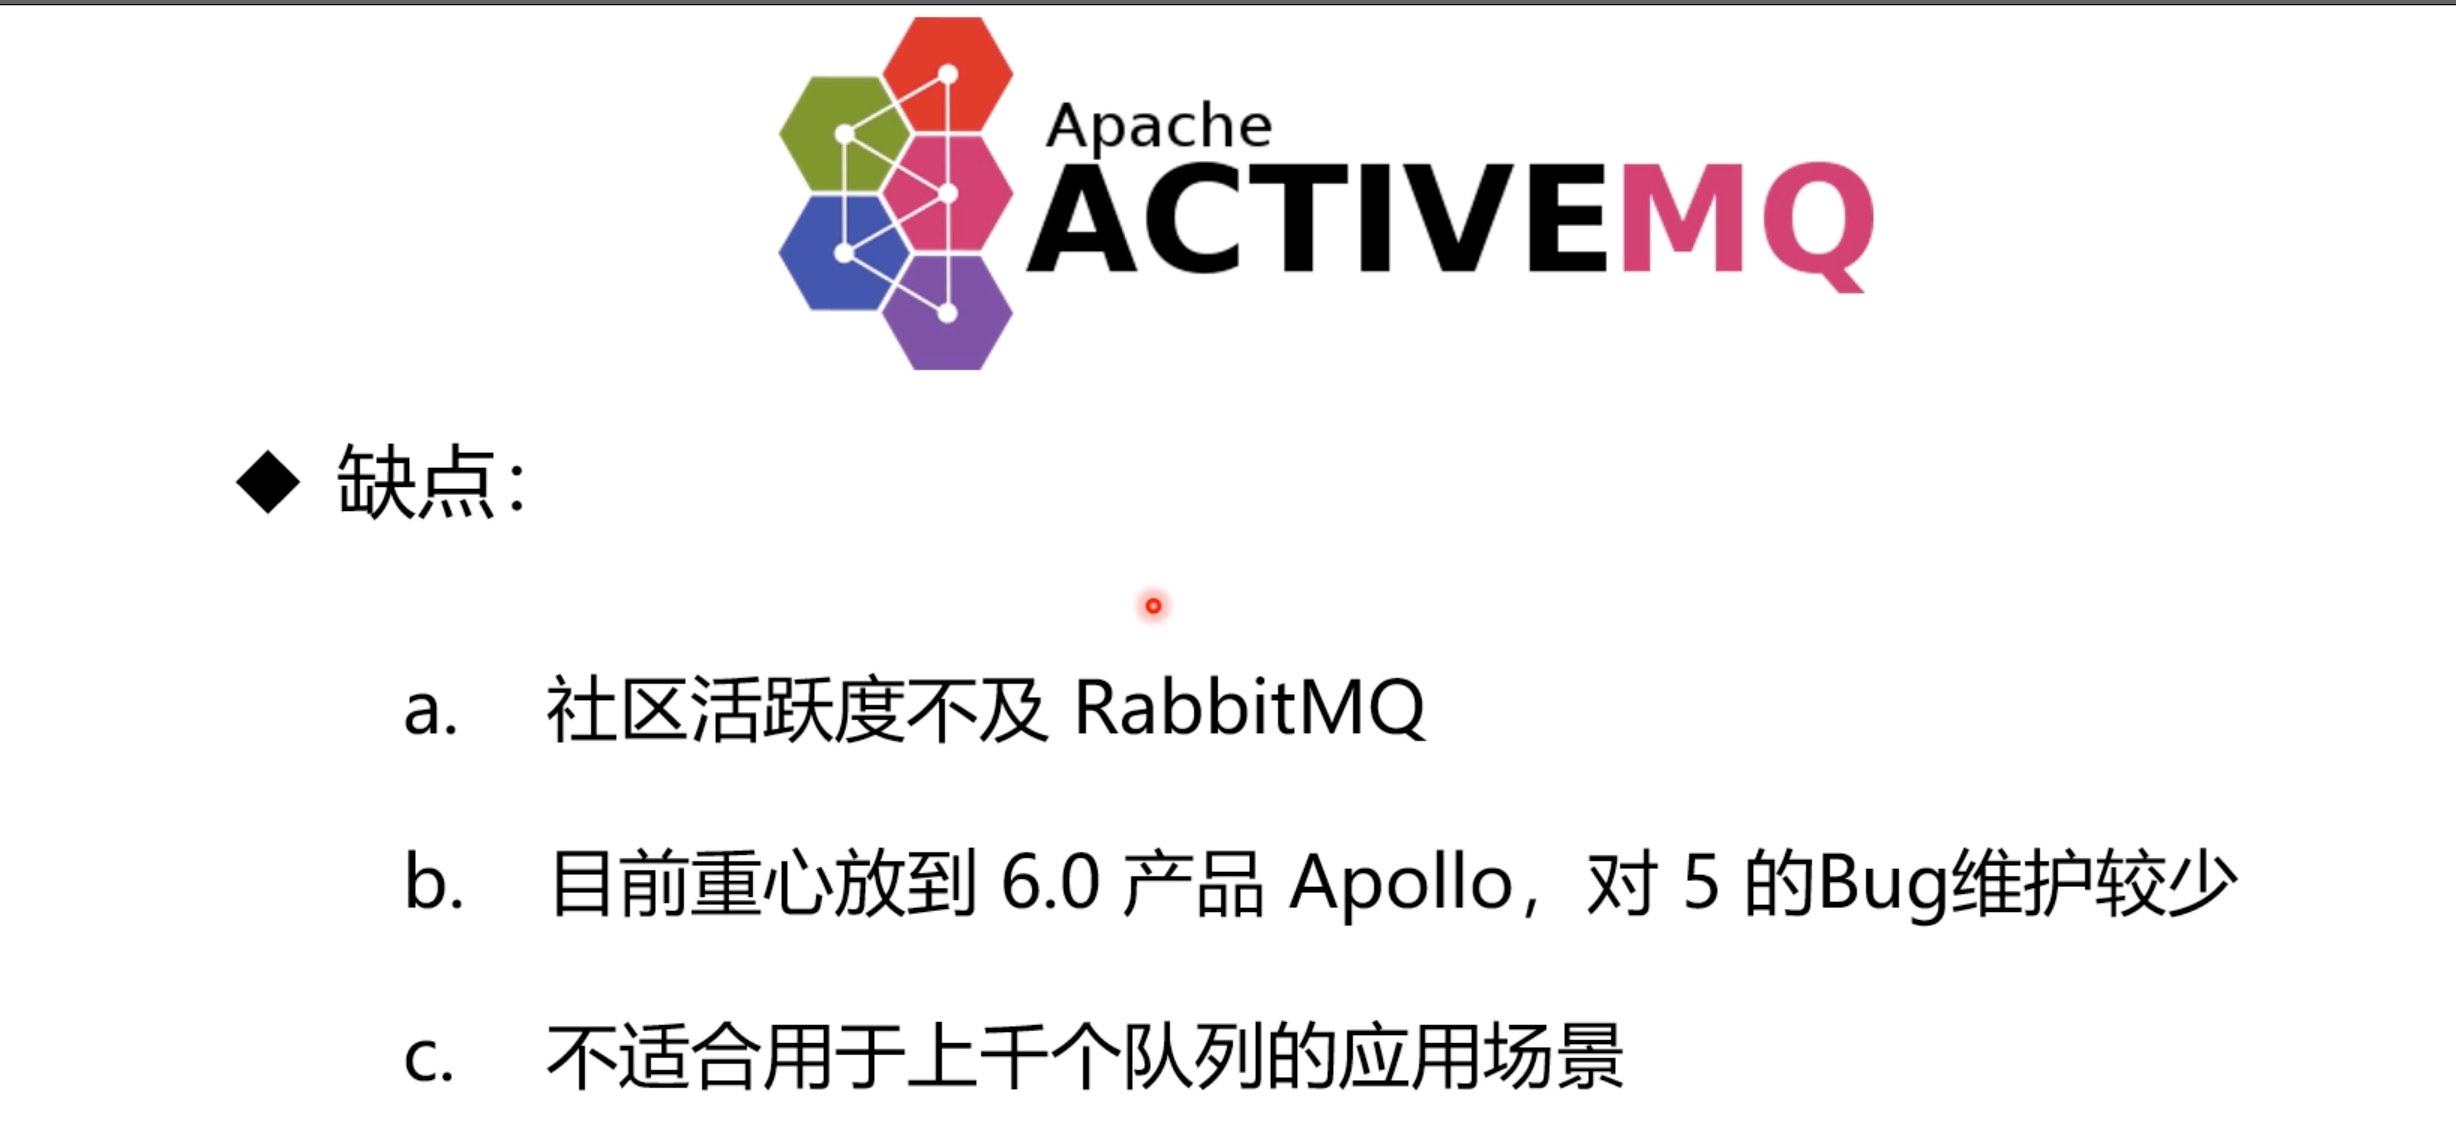 Apache
ACTIVEMQ
◆ 缺点：
a. 社区活跃度不及 RabbitMQ
b. 目前重心放到 6.0 产品 Apollo，对 5 的Bug维护较少
c. 不适合用于上千个队列的应用场景